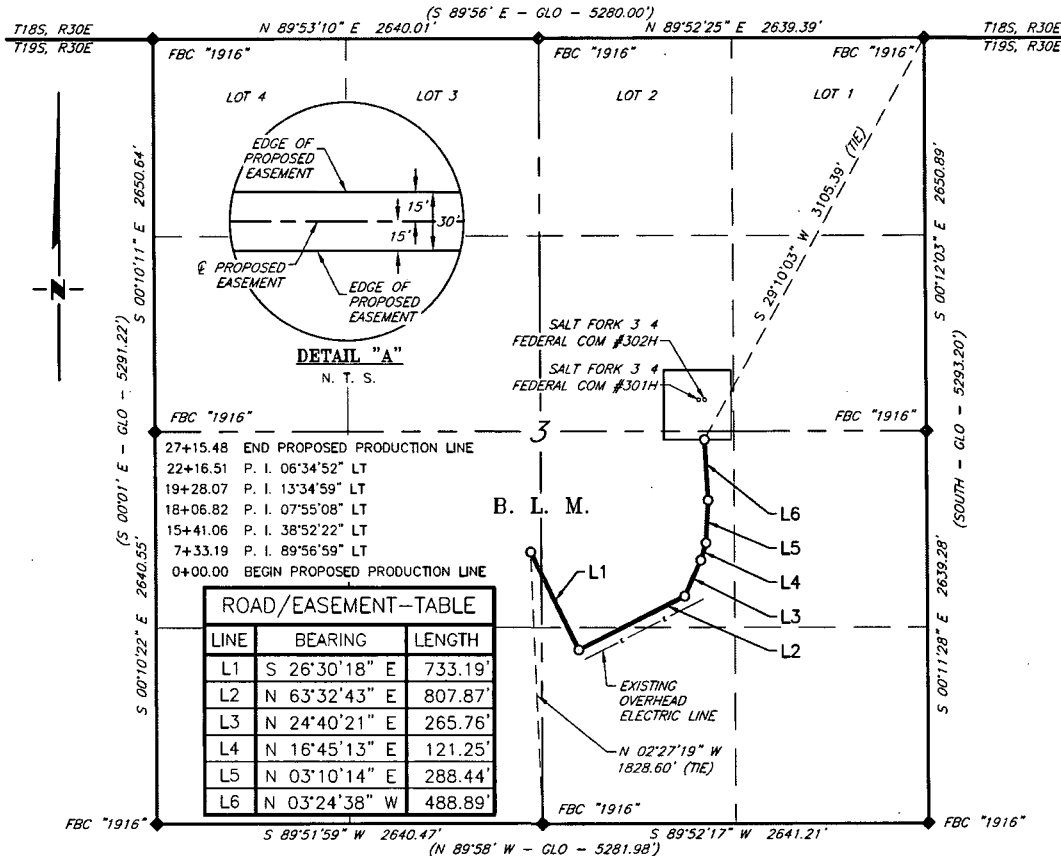 (S 89°56' E - GLO - 5280.00')
T18S, R30E
T19S, R30E
N 89°53'10" E 2640.01'
N 89°52'25" E 2639.39'
T18S, R30E
T19S, R30E
FBC "1916"
FBC "1916"
FBC "1916"
LOT 4
LOT 3
LOT 2
LOT 1
EDGE OF
PROPOSED
EASEMENT
15'
30'
15'
℄ PROPOSED
EASEMENT
EDGE OF
PROPOSED
EASEMENT
DETAIL "A"
N. T. S.
N
S 00°10'11" E 2650.64'
(S 00°01' E - GLO - 5291.22')
S 00°10'22" E 2640.55'
S 29°10'03" W 3105.39' (TIE)
S 00°12'03" E 2650.89'
(SOUTH - GLO - 5293.20')
S 00°11'28" E 2639.28'
SALT FORK 3 4
FEDERAL COM #302H
SALT FORK 3 4
FEDERAL COM #301H
FBC "1916"
FBC "1916"
3
27+15.48 END PROPOSED PRODUCTION LINE
22+16.51 P. I. 06°34'52" LT
19+28.07 P. I. 13°34'59" LT
18+06.82 P. I. 07°55'08" LT
15+41.06 P. I. 38°52'22" LT
7+33.19 P. I. 89°56'59" LT
0+00.00 BEGIN PROPOSED PRODUCTION LINE
B. L. M.
L6
L5
L4
L3
L2
L1
ROAD/EASEMENT-TABLE
LINE BEARING LENGTH
L1 S 26°30'18" E 733.19'
L2 N 63°32'43" E 807.87'
L3 N 24°40'21" E 265.76'
L4 N 16°45'13" E 121.25'
L5 N 03°10'14" E 288.44'
L6 N 03°24'38" W 488.89'
EXISTING
OVERHEAD
ELECTRIC LINE
N 02°27'19" W
1828.60' (TIE)
FBC "1916"
FBC "1916"
FBC "1916"
S 89°51'59" W 2640.47'
S 89°52'17" W 2641.21'
(N 89°58' W - GLO - 5281.98')